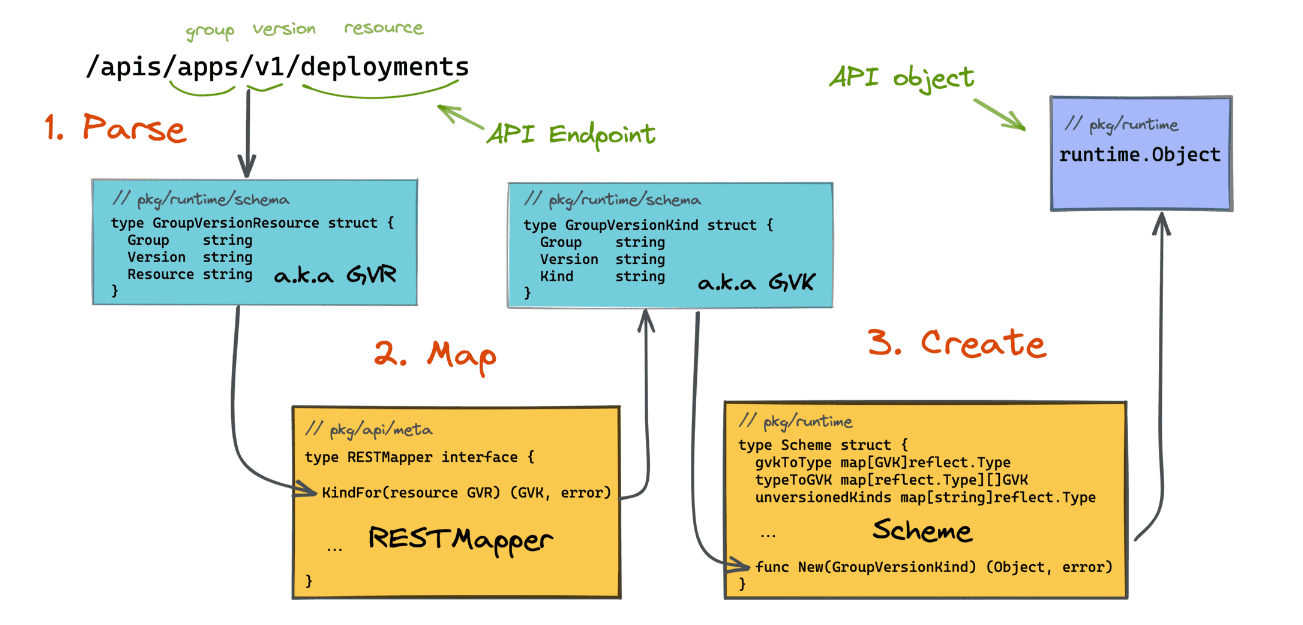 group version resource
/apis/apps/v1/deployments
1. Parse
API Endpoint
API object
// pkg/runtime/schema
type GroupVersionResource struct {
Group string
Version string
Resource string
}
a.k.a GVR
// pkg/runtime/schema
type GroupVersionKind struct {
Group string
Version string
Kind string
}
a.k.a GVK
// pkg/runtime
runtime.Object
2. Map
3. Create
// pkg/api/meta
type RESTMapper interface {
KindFor(resource GVR) (GVK, error)
... RESTMapper
}
// pkg/runtime
type Scheme struct {
gvkToType map[GVK]reflect.Type
typeToGVK map[reflect.Type][]GVK
unversionedKinds map[string]reflect.Type
... Scheme
func New(GroupVersionKind) (Object, error)
}